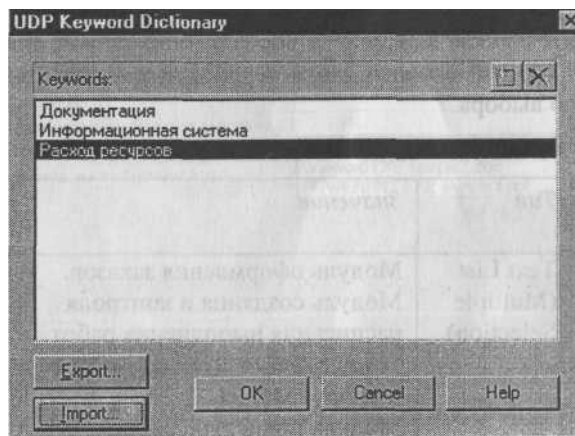 UDP Keyword Dictionary
Keywords:
Документация
Информационная система
Расход ресурсов
Export...
Import...
OK
Cancel
Help